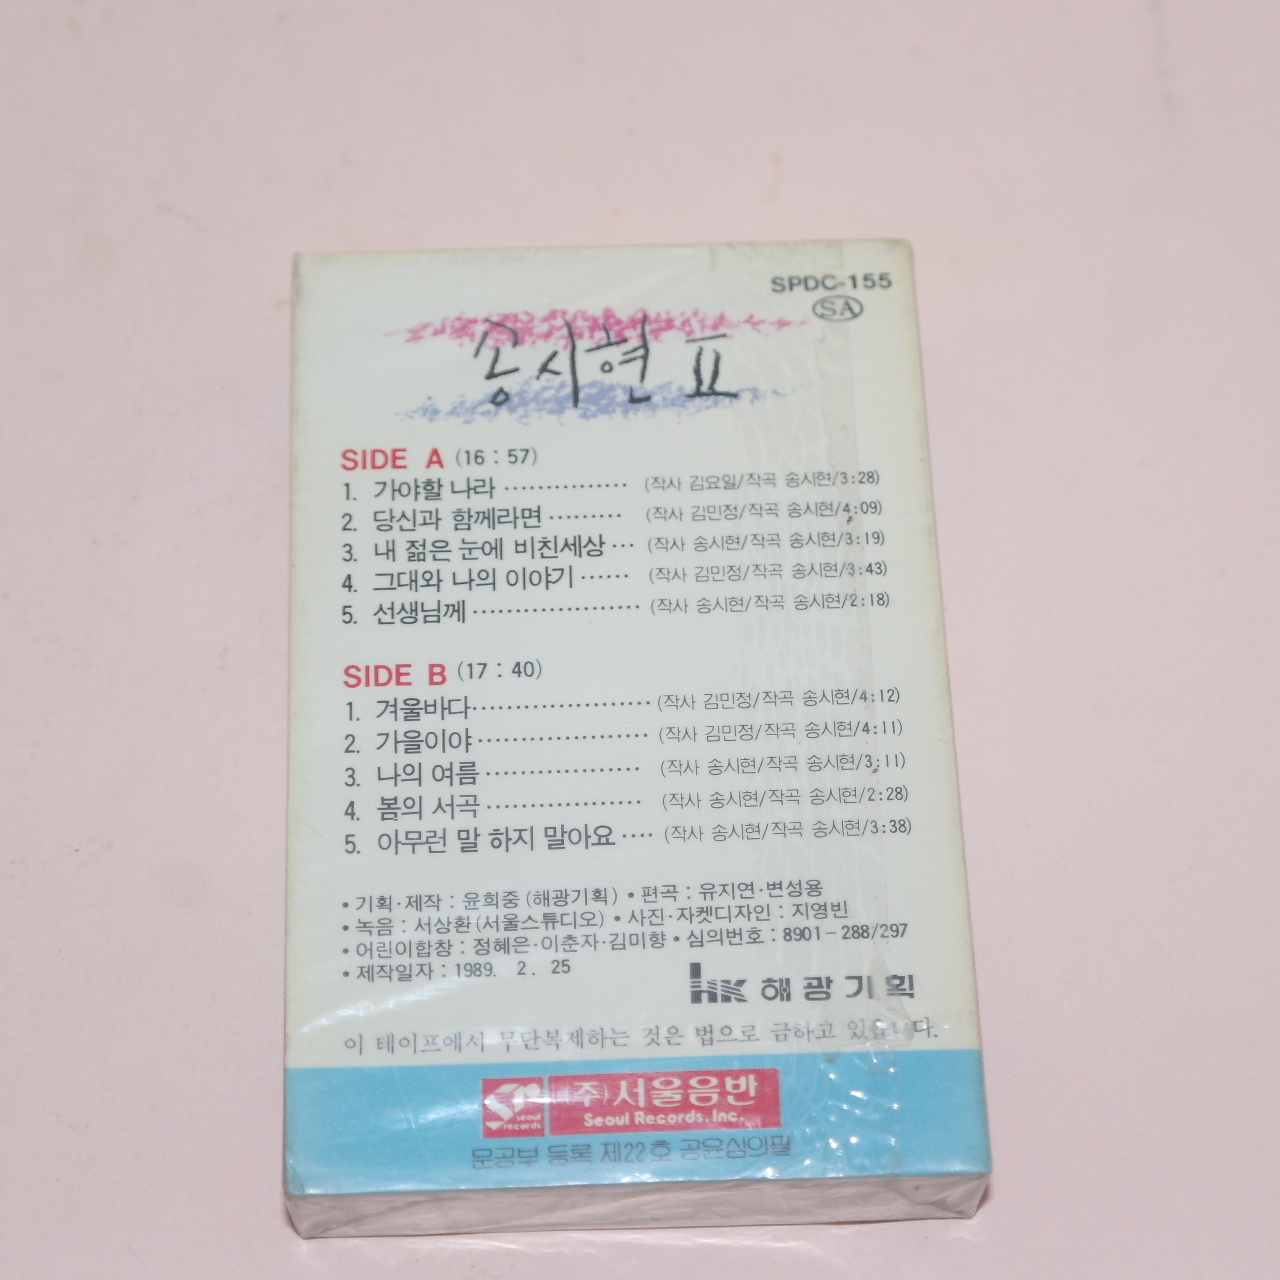 SPDC-155
SA
송시현 Ⅱ
SIDE A (16 : 57)
1. 가야할 나라 ··············· (작사 김요일/작곡 송시현/3:28)
2. 당신과 함께라면 ········· (작사 김민정/작곡 송시현/4:09)
3. 내 젊은 눈에 비친세상 ··· (작사 송시현/작곡 송시현/3:19)
4. 그대와 나의 이야기 ······ (작사 김민정/작곡 송시현/3:43)
5. 선생님께 ···················· (작사 송시현/작곡 송시현/2:18)
SIDE B (17 : 40)
1. 겨울바다····················· (작사 김민정/작곡 송시현/4:12)
2. 가을이야 ···················· (작사 김민정/작곡 송시현/4:11)
3. 나의 여름 ·················· (작사 송시현/작곡 송시현/3:11)
4. 봄의 서곡 ·················· (작사 송시현/작곡 송시현/2:28)
5. 아무런 말 하지 말아요 ···· (작사 송시현/작곡 송시현/3:38)
• 기획·제작 : 윤희중 (해광기획) • 편곡 : 유지연·변성용
• 녹음 : 서상환 (서울스튜디오) • 사진·자켓디자인 : 지영빈
• 어린이합창 : 정혜은·이춘자·김미향 • 심의번호 : 8901-288/297
• 제작일자 : 1989. 2. 25
hk 해광기획
이 테이프에서 무단복제하는 것은 법으로 금하고 있읍니다.
seoul records
(주)서울음반
Seoul Records. Inc.
문공부 등록 제22호 공윤심의필